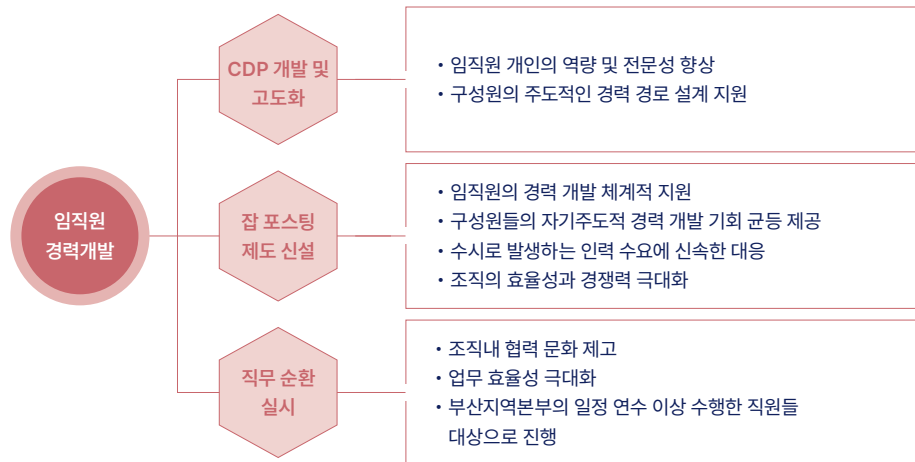 임직원
경력개발
CDP 개발 및
고도화
• 임직원 개인의 역량 및 전문성 향상
• 구성원의 주도적인 경력 경로 설계 지원
잡 포스팅
제도 신설
• 임직원의 경력 개발 체계적 지원
• 구성원들의 자기주도적 경력 개발 기회 균등 제공
• 수시로 발생하는 인력 수요에 신속한 대응
• 조직의 효율성과 경쟁력 극대화
직무 순환
실시
• 조직내 협력 문화 제고
• 업무 효율성 극대화
• 부산지역본부의 일정 연수 이상 수행한 직원들
대상으로 진행